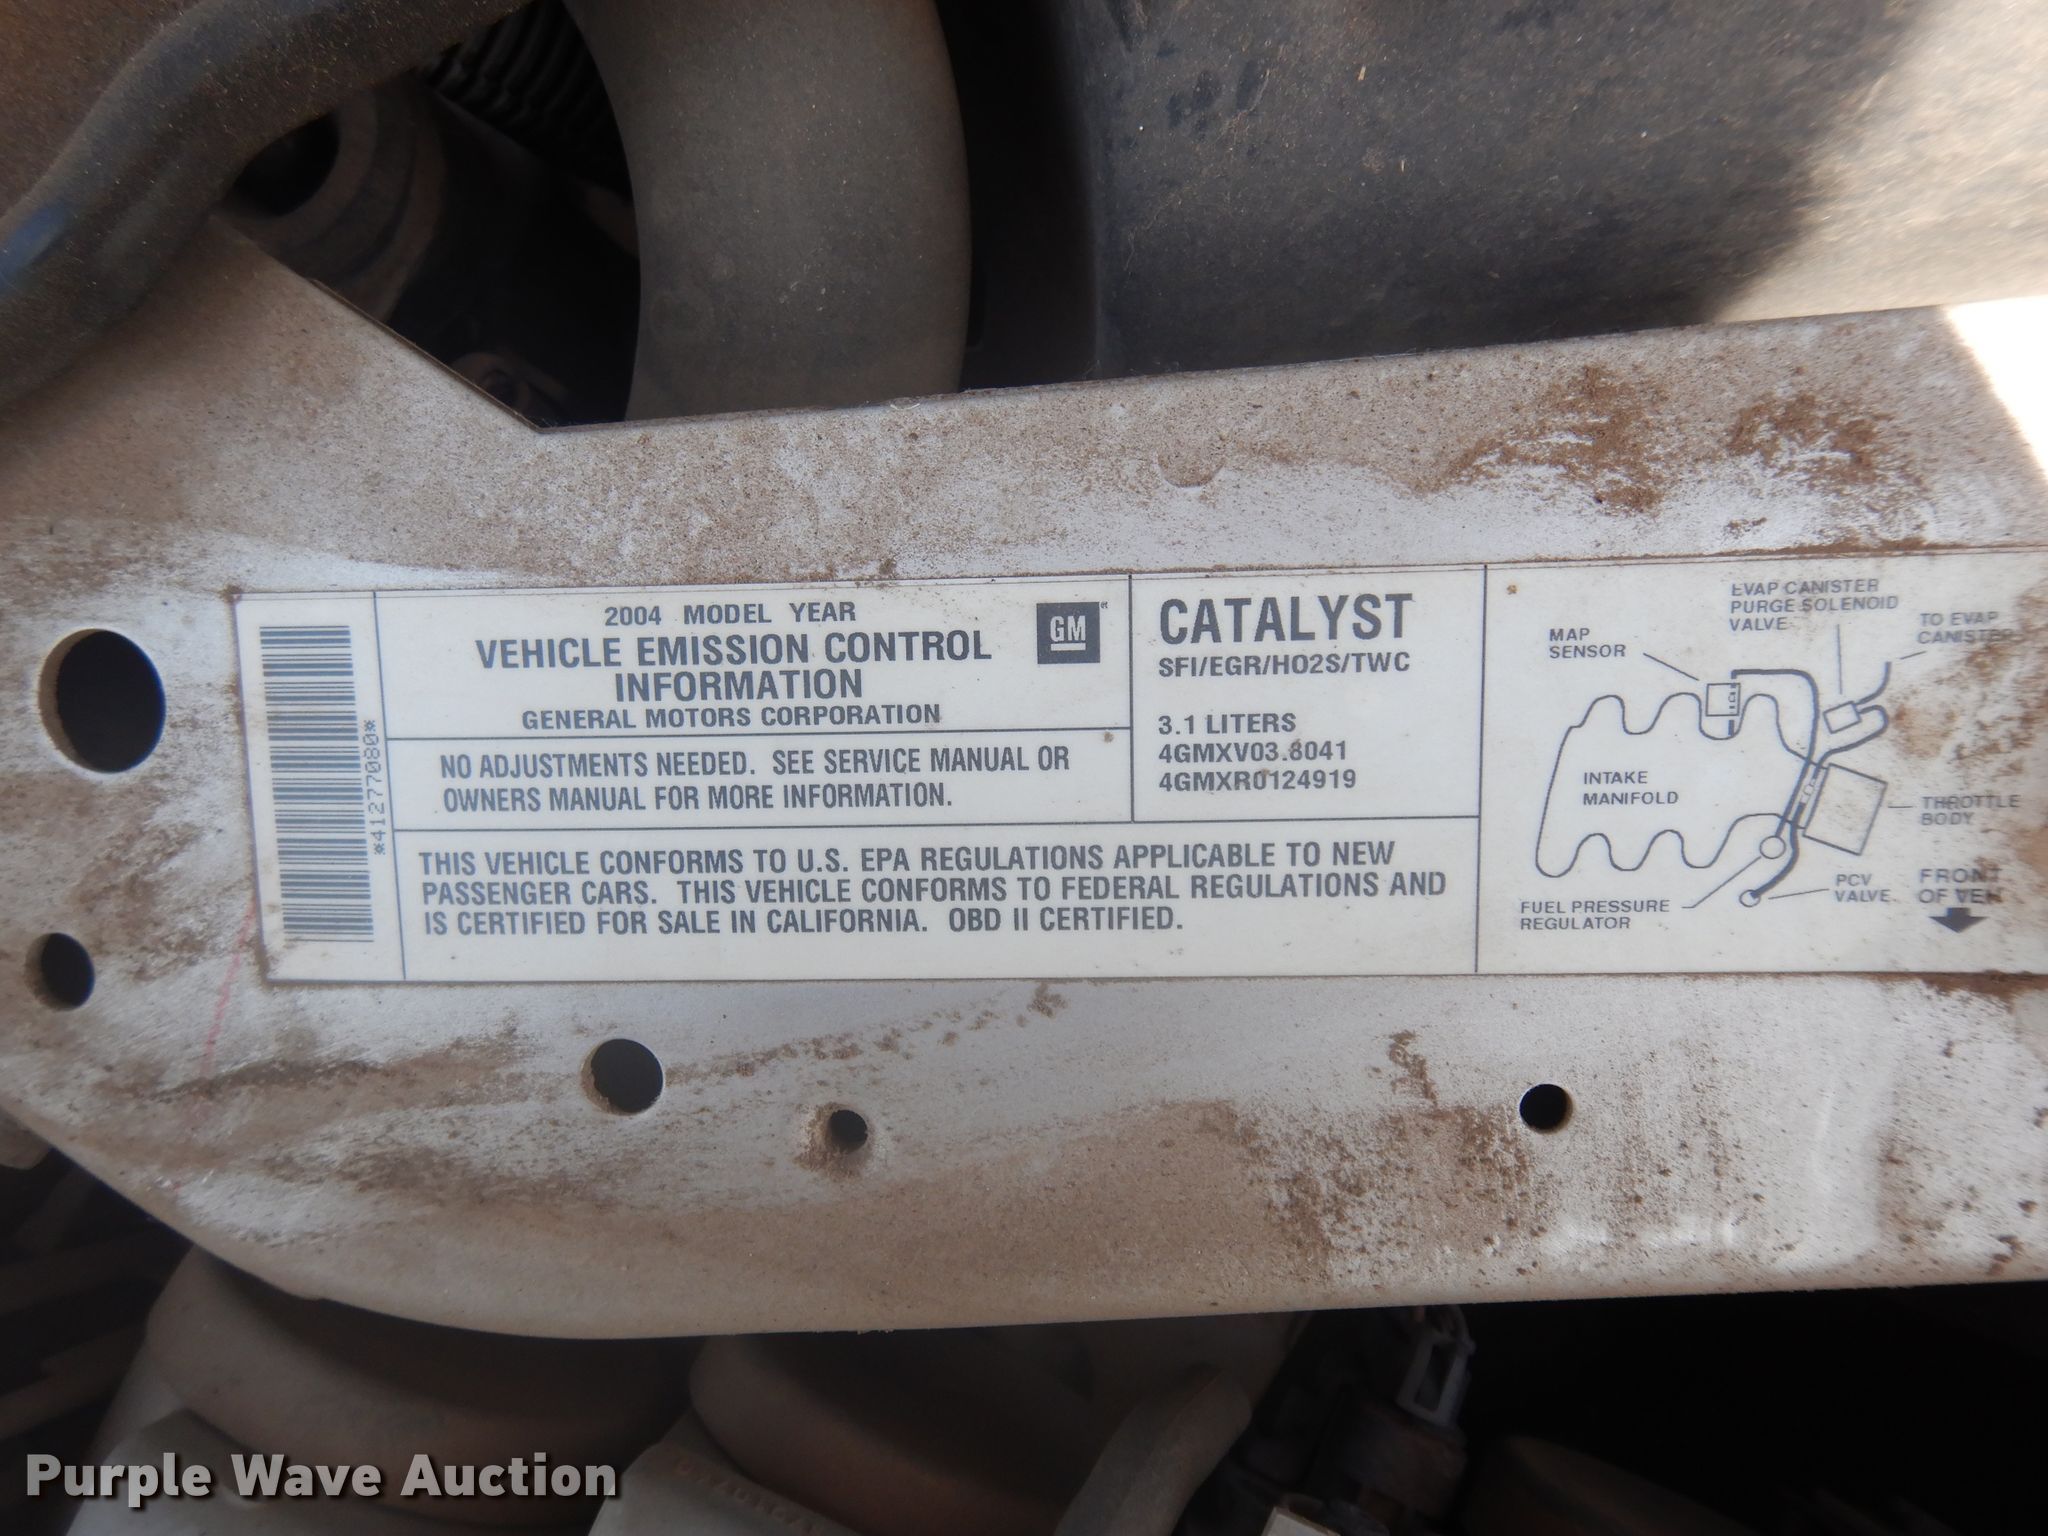 2004 MODEL YEAR
VEHICLE EMISSION CONTROL
INFORMATION
GENERAL MOTORS CORPORATION
GM
NO ADJUSTMENTS NEEDED. SEE SERVICE MANUAL OR
OWNERS MANUAL FOR MORE INFORMATION.
*412777080*
THIS VEHICLE CONFORMS TO U.S. EPA REGULATIONS APPLICABLE TO NEW
PASSENGER CARS. THIS VEHICLE CONFORMS TO FEDERAL REGULATIONS AND
IS CERTIFIED FOR SALE IN CALIFORNIA. OBD II CERTIFIED.
CATALYST
SFI/EGR/HO2S/TWC
3.1 LITERS
4GMXV03.8041
4GMXR0124919
EVAP CANISTER
PURGE SOLENOID
VALVE
TO EVAP
CANISTER
MAP
SENSOR
INTAKE
MANIFOLD
THROTTLE
BODY
PCV
VALVE
FRONT
OF VEH
FUEL PRESSURE
REGULATOR
Purple Wave Auction